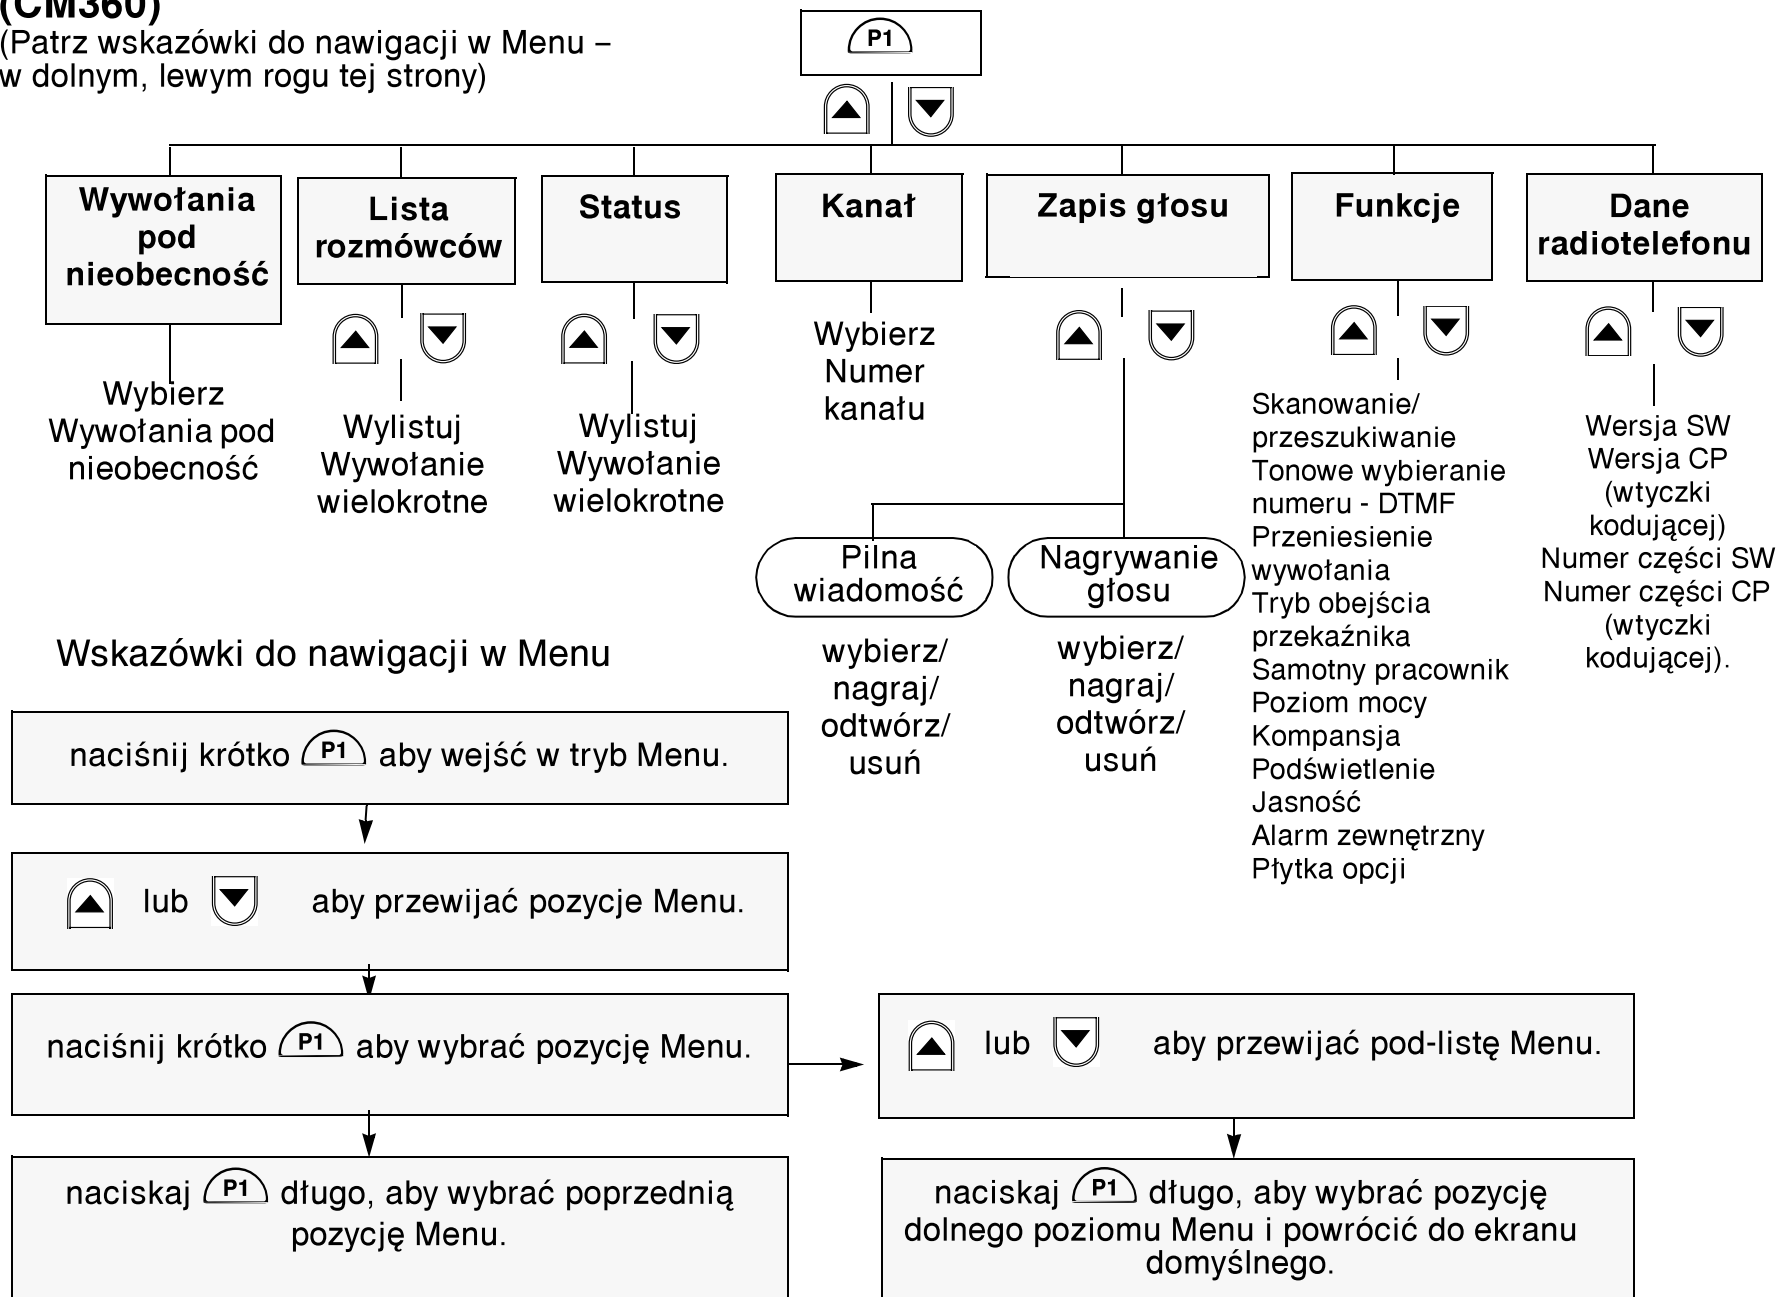 (CM360)
(Patrz wskazówki do nawigacji w Menu –
w dolnym, lewym rogu tej strony)
P1
Wywołania
pod
nieobecność
Lista
rozmówców
Status
Kanał
Zapis głosu
Funkcje
Dane
radiotelefonu
Wybierz
Wywołania pod
nieobecność
Wylistuj
Wywołanie
wielokrotne
Wylistuj
Wywołanie
wielokrotne
Wybierz
Numer
kanału
Pilna
wiadomość
wybierz/
nagraj/
odtwórz/
usuń
Nagrywanie
głosu
wybierz/
nagraj/
odtwórz/
usuń
Skanowanie/
przeszukiwanie
Tonowe wybieranie
numeru - DTMF
Przeniesienie
wywołania
Tryb obejścia
przekaźnika
Samotny pracownik
Poziom mocy
Kompansja
Podświetlenie
Jasność
Alarm zewnętrzny
Płytka opcji
Wersja SW
Wersja CP
(wtyczki
kodującej)
Numer części SW
Numer części CP
(wtyczki
kodującej).
Wskazówki do nawigacji w Menu
naciśnij krótko P1 aby wejść w tryb Menu.
lub aby przewijać pozycje Menu.
naciśnij krótko P1 aby wybrać pozycję Menu.
lub aby przewijać pod-listę Menu.
naciskaj P1 długo, aby wybrać poprzednią
pozycję Menu.
naciskaj P1 długo, aby wybrać pozycję
dolnego poziomu Menu i powrócić do ekranu
domyślnego.